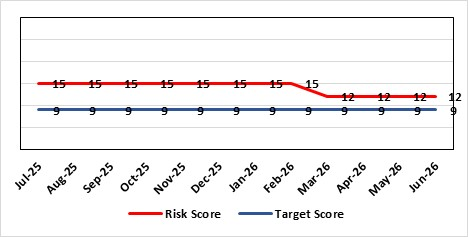 15 15 15 15 15 15 15 15 12 12 12 12
9 9 9 9 9 9 9 9 9 9 9 9
Jul-25 Aug-25 Sep-25 Oct-25 Nov-25 Dec-25 Jan-26 Feb-26 Mar-26 Apr-26 May-26 Jun-26
Risk Score Target Score